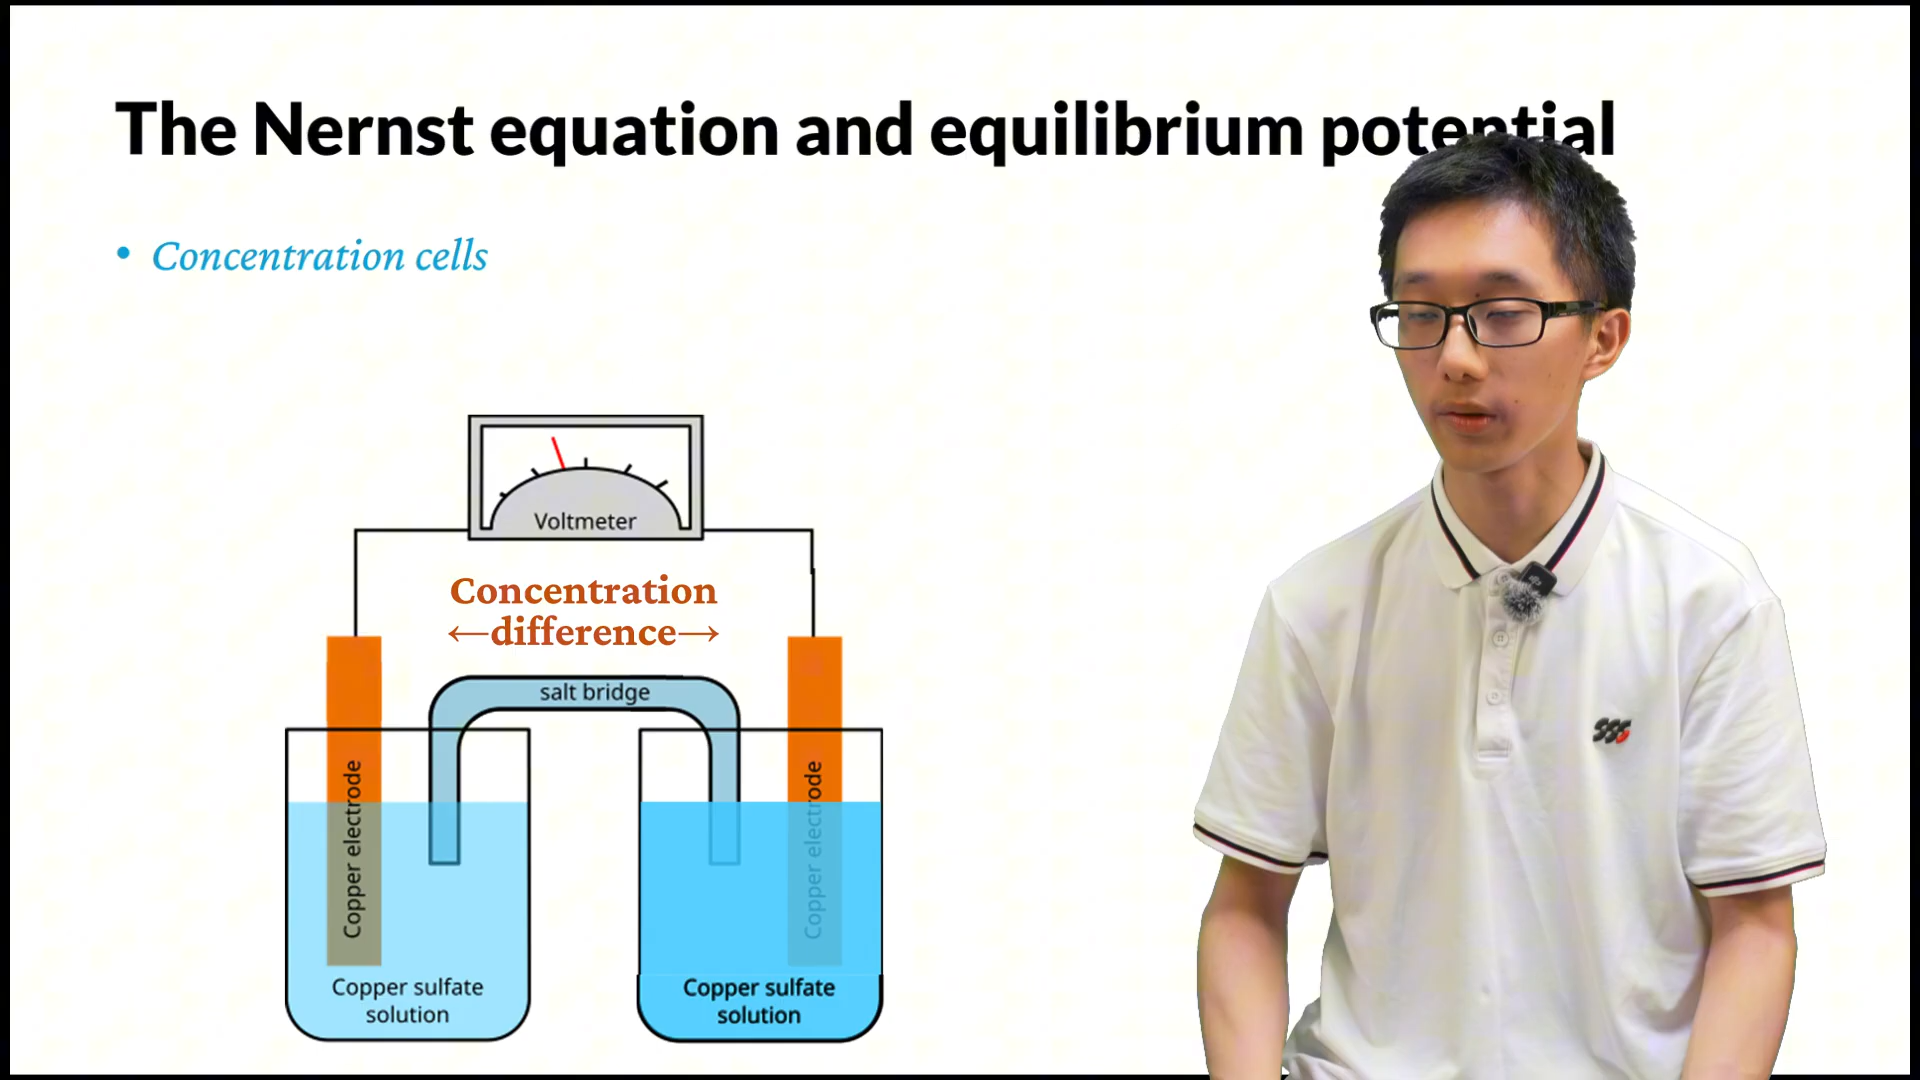 The Nernst equation and equilibrium potential
• Concentration cells
Voltmeter
Concentration
←difference→
salt bridge
Copper electrode
Copper electrode
Copper sulfate
solution
Copper sulfate
solution
SSS